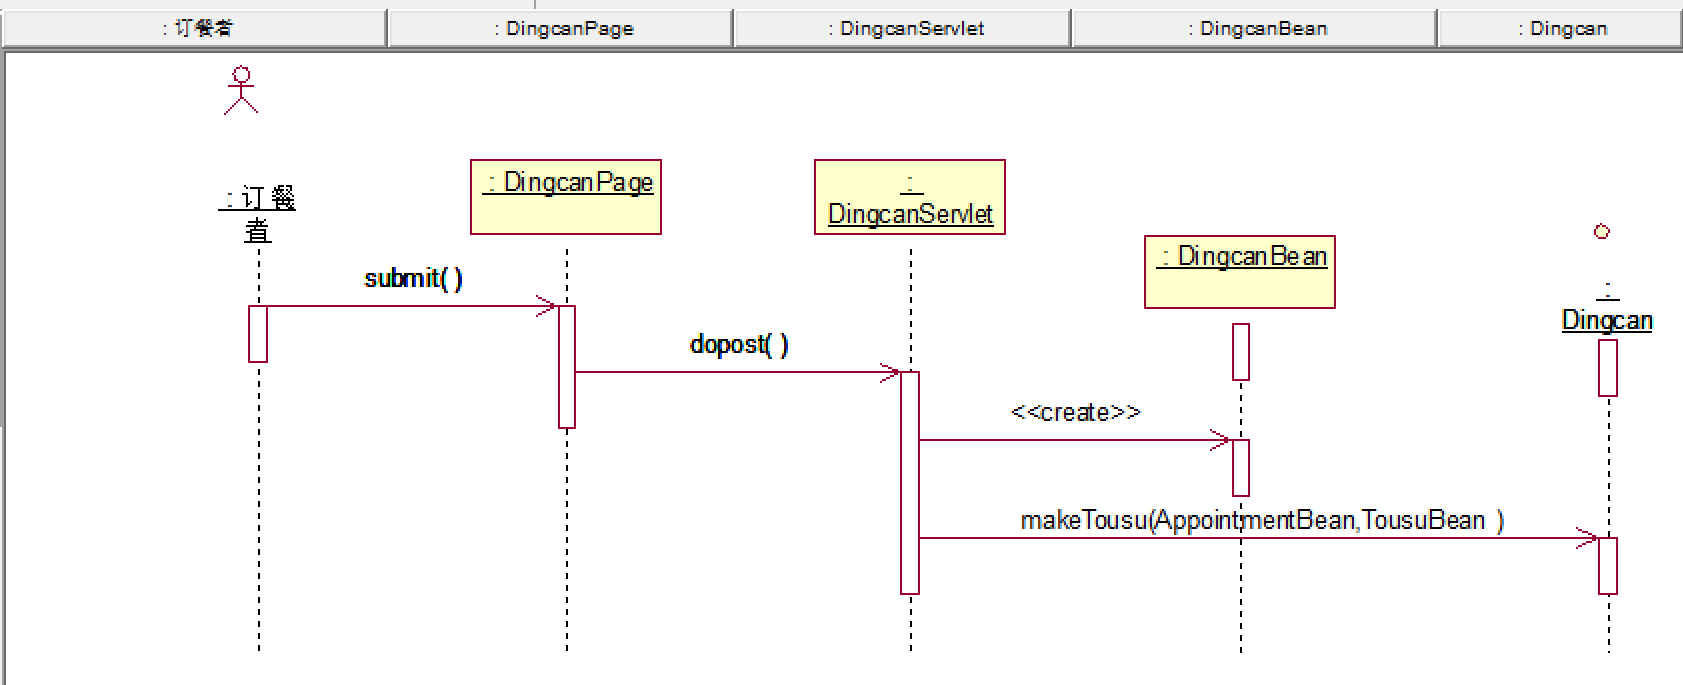 : 订餐者
: DingcanPage
: DingcanServlet
: DingcanBean
: Dingcan
: 订餐
者
: DingcanPage
:
DingcanServlet
: DingcanBean
:
Dingcan
submit( )
dopost( )
<<create>>
makeTousu(AppointmentBean,TousuBean )